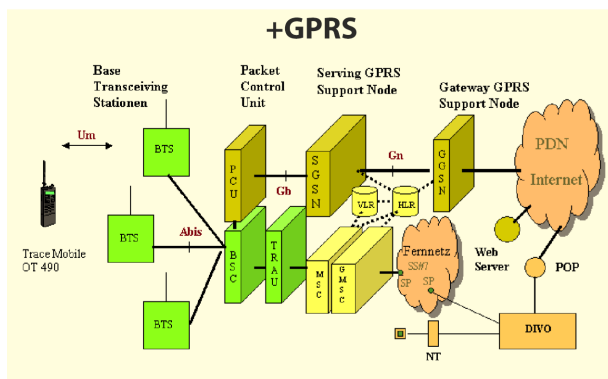 +GPRS
Base
Transceiving
Stationen
Packet
Control
Unit
Serving GPRS
Support Node
Gateway GPRS
Support Node
Um
BTS
PCU
Gb
SGSN
Gn
GGSN
PDN
Internet
VLR
HLR
BTS
Abis
BSC
TRAU
MSC
GMSC
Fernnetz
SS#7
SP
SP
Web
Server
POP
Trace Mobile
OT 490
BTS
NT
DIVO